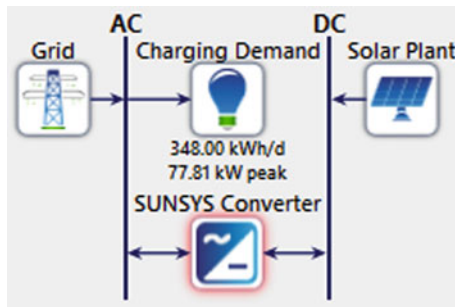 AC DC
Grid Charging Demand Solar Plant
348.00 kWh/d
77.81 kW peak
SUNSYS Converter